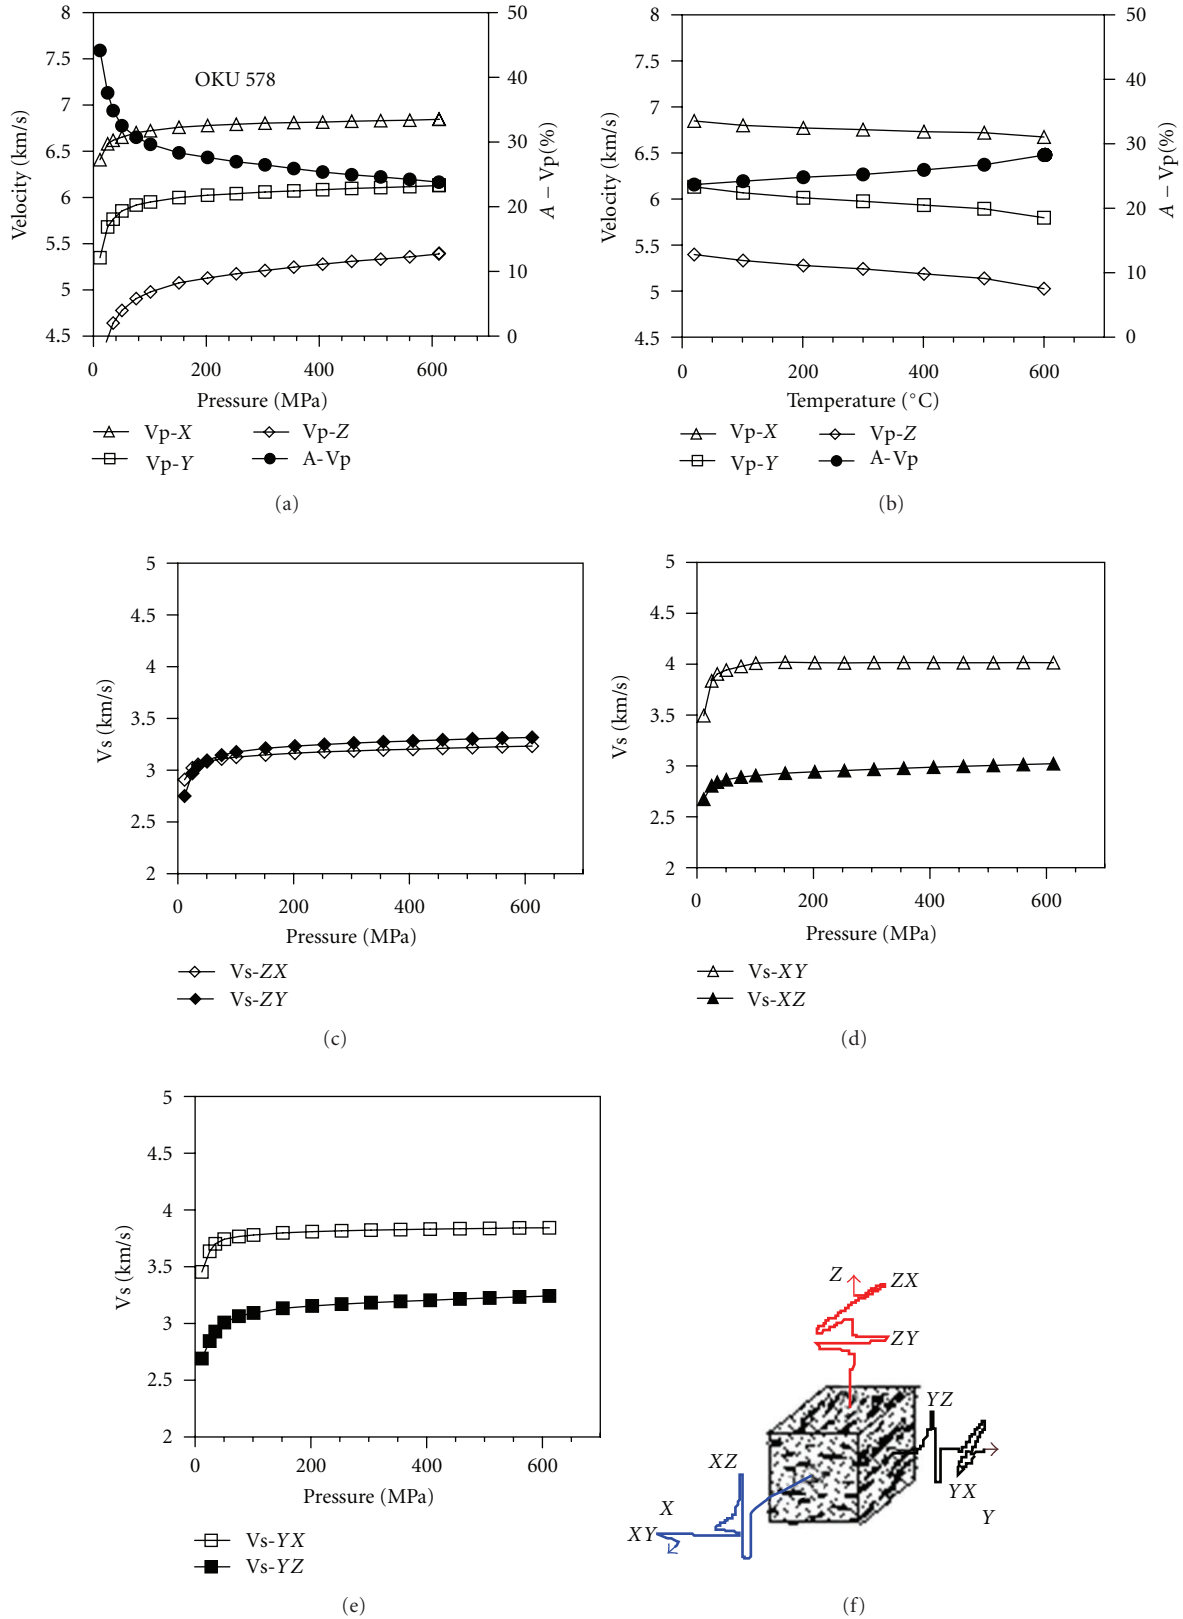 OKU 578
Velocity (km/s)
8
7.5
7
6.5
6
5.5
5
4.5
50
40
30
20
10
0
A − Vp(%)
0 200 400 600
Pressure (MPa)
Vp-X Vp-Z
Vp-Y A-Vp
(a)
Velocity (km/s)
8
7.5
7
6.5
6
5.5
5
4.5
50
40
30
20
10
0
A − Vp(%)
0 200 400 600
Temperature (°C)
Vp-X Vp-Z
Vp-Y A-Vp
(b)
Vs (km/s)
5
4.5
4
3.5
3
2.5
2
0 200 400 600
Pressure (MPa)
Vs-ZX
Vs-ZY
(c)
Vs (km/s)
5
4.5
4
3.5
3
2.5
2
0 200 400 600
Pressure (MPa)
Vs-XY
Vs-XZ
(d)
Vs (km/s)
5
4.5
4
3.5
3
2.5
2
0 200 400 600
Pressure (MPa)
Vs-YX
Vs-YZ
(e)
Z ZX
ZY
YZ
XZ
YX
X
Y
XY
(f)